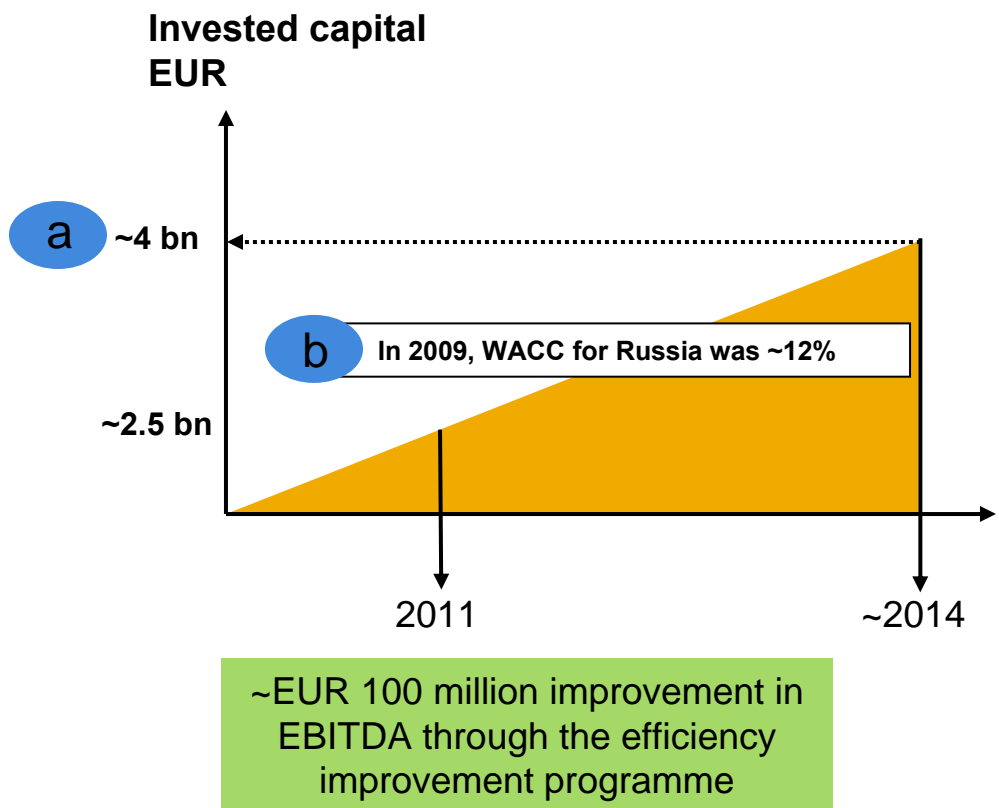 Invested capital
EUR
a
~4 bn
b
In 2009, WACC for Russia was ~12%
~2.5 bn
2011
~2014
~EUR 100 million improvement in
EBITDA through the efficiency
improvement programme